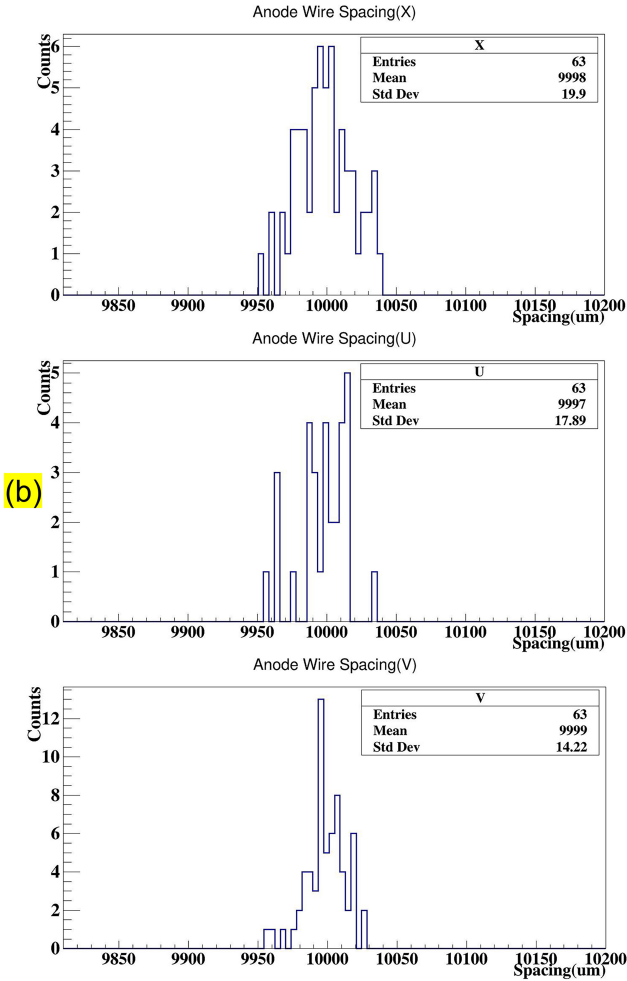 Anode Wire Spacing(X)
Counts
X
Entries 63
Mean 9998
Std Dev 19.9
6
5
4
3
2
1
0
9850 9900 9950 10000 10050 10100 10150 10200
Spacing(um)
Anode Wire Spacing(U)
Counts
U
Entries 63
Mean 9997
Std Dev 17.89
5
4
3
2
1
0
9850 9900 9950 10000 10050 10100 10150 10200
Spacing(um)
(b)
Anode Wire Spacing(V)
Counts
V
Entries 63
Mean 9999
Std Dev 14.22
12
10
8
6
4
2
0
9850 9900 9950 10000 10050 10100 10150 10200
Spacing(um)